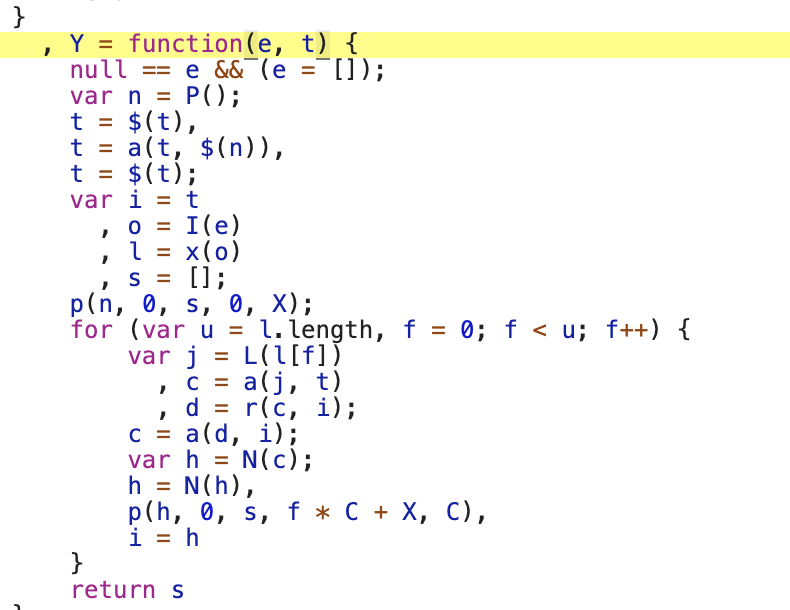 }
, Y = function(e, t) {
null == e && (e = []);
var n = P();
t = $(t),
t = a(t, $(n)),
t = $(t);
var i = t
, o = I(e)
, l = x(o)
, s = [];
p(n, 0, s, 0, X);
for (var u = l.length, f = 0; f < u; f++) {
var j = L(l[f])
, c = a(j, t)
, d = r(c, i);
c = a(d, i);
var h = N(c);
h = N(h),
p(h, 0, s, f * C + X, C),
i = h
}
return s
}